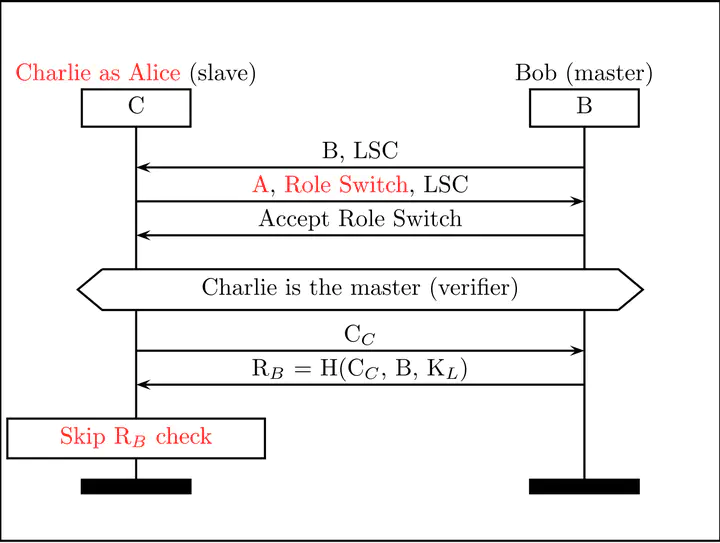 Charlie as Alice (slave)
Bob (master)
C
B
B, LSC
A, Role Switch, LSC
Accept Role Switch
Charlie is the master (verifier)
C_C
R_B = H(C_C, B, K_L)
Skip R_B check